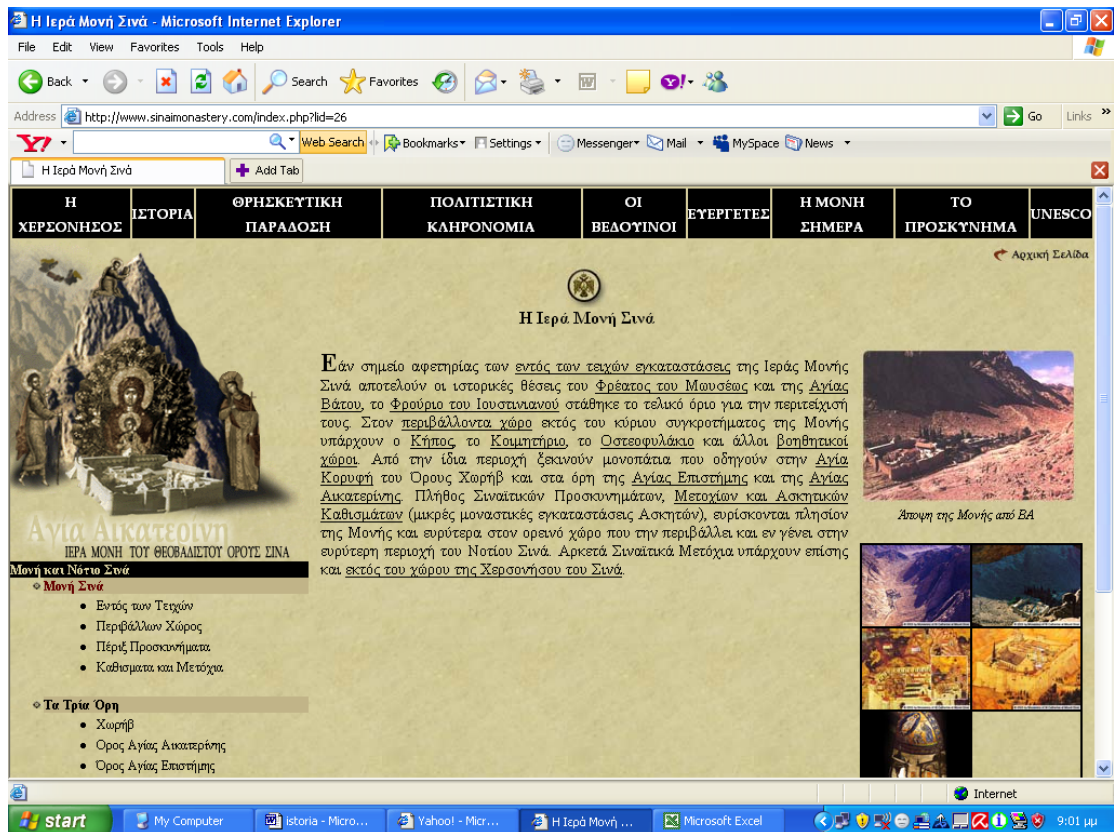 Η Ιερά Μονή Σινά - Microsoft Internet Explorer
File Edit View Favorites Tools Help
Back Search Favorites
Address http://www.sinaimonastery.com/index.php?lid=26 Go Links »
Y! Web Search Bookmarks Settings Messenger Mail MySpace News
Η Ιερά Μονή Σινά Add Tab
Η ΧΕΡΣΟΝΗΣΟΣ
ΙΣΤΟΡΙΑ
ΘΡΗΣΚΕΥΤΙΚΗ ΠΑΡΑΔΟΣΗ
ΠΟΛΙΤΙΣΤΙΚΗ ΚΛΗΡΟΝΟΜΙΑ
ΟΙ ΒΕΔΟΥΙΝΟΙ
ΕΥΕΡΓΕΤΕΣ
Η ΜΟΝΗ ΣΗΜΕΡΑ
ΤΟ ΠΡΟΣΚΥΝΗΜΑ
UNESCO
Αρχική Σελίδα
Η Ιερά Μονή Σινά
Εάν σημείο αφετηρίας των εντός των τειχών εγκαταστάσεις της Ιεράς Μονής
Σινά αποτελούν οι ιστορικές θέσεις του Φρέατος του Μωυσέως και της Αγίας
Βάτου, το Φρούριο του Ιουστινιανού στάθηκε το τελικό όριο για την περιτείχισή
τους. Στον περιβάλλοντα χώρο εκτός του κύριου συγκροτήματος της Μονής
υπάρχουν ο Κήπος, το Κοιμητήριο, το Οστεοφυλάκιο και άλλοι βοηθητικοί
χώροι. Από την ίδια περιοχή ξεκινούν μονοπάτια που οδηγούν στην Αγία
Κορυφή του Όρους Χωρήβ και στα όρη της Αγίας Επιστήμης και της Αγίας
Αικατερίνης. Πλήθος Σιναϊτικών Προσκυνημάτων, Μετοχίων και Ασκητικών
Καθισμάτων (μικρές μοναστικές εγκαταστάσεις Ασκητών), ευρίσκονται πλησίον
της Μονής και ευρύτερα στον ορεινό χώρο που την περιβάλλει και εν γένει στην
ευρύτερη περιοχή του Νοτίου Σινά. Αρκετά Σιναϊτικά Μετόχια υπάρχουν επίσης
και εκτός του χώρου της Χερσονήσου του Σινά.
Άποψη της Μονής από ΒΑ
Αγία Αικατερίνη
ΙΕΡΑ ΜΟΝΗ ΤΟΥ ΘΕΟΒΑΔΙΣΤΟΥ ΟΡΟΥΣ ΣΙΝΑ
Μονή και Νότιο Σινά
Μονή Σινά
Εντός των Τειχών
Περιβάλλων Χώρος
Πέριξ Προσκυνήματα
Καθισματα και Μετόχια
Τα Τρία Όρη
Χωρήβ
Ορος Αγίας Αικατερίνης
Όρος Αγίας Επιστήμης
Internet
start My Computer istoria - Micro... Yahoo! - Micr... Η Ιερά Μονή ... Microsoft Excel 9:01 μμ